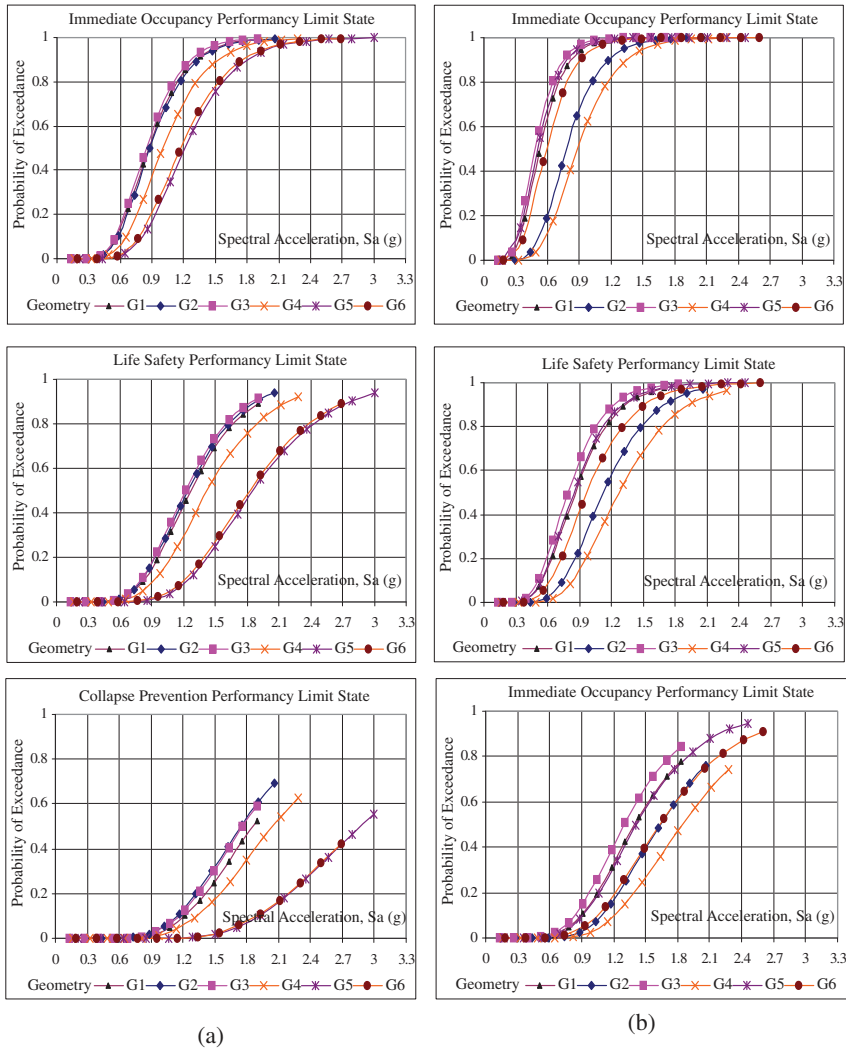 Immediate Occupancy Performancy Limit State
Probability of Exceedance
1
0.8
0.6
0.4
0.2
0
Spectral Acceleration, Sa (g)
0 0.3 0.6 0.9 1.2 1.5 1.8 2.1 2.4 2.7 3 3.3
Geometry G1 G2 G3 G4 G5 G6
Immediate Occupancy Performancy Limit State
Probability of Exceedance
1
0.8
0.6
0.4
0.2
0
Spectral Acceleration, Sa (g)
0 0.3 0.6 0.9 1.2 1.5 1.8 2.1 2.4 2.7 3 3.3
Geometry G1 G2 G3 G4 G5 G6
Life Safety Performancy Limit State
Probability of Exceedance
1
0.8
0.6
0.4
0.2
0
Spectral Acceleration, Sa (g)
0 0.3 0.6 0.9 1.2 1.5 1.8 2.1 2.4 2.7 3 3.3
Geometry G1 G2 G3 G4 G5 G6
Life Safety Performancy Limit State
Probability of Exceedance
1
0.8
0.6
0.4
0.2
0
Spectral Acceleration, Sa (g)
0 0.3 0.6 0.9 1.2 1.5 1.8 2.1 2.4 2.7 3 3.3
Geometry G1 G2 G3 G4 G5 G6
Collapse Prevention Performancy Limit State
Probability of Exceedance
1
0.8
0.6
0.4
0.2
0
Spectral Acceleration, Sa (g)
0 0.3 0.6 0.9 1.2 1.5 1.8 2.1 2.4 2.7 3 3.3
Geometry G1 G2 G3 G4 G5 G6
Immediate Occupancy Performancy Limit State
Probability of Exceedance
1
0.8
0.6
0.4
0.2
0
Spectral Acceleration, Sa (g)
0 0.3 0.6 0.9 1.2 1.5 1.8 2.1 2.4 2.7 3 3.3
Geometry G1 G2 G3 G4 G5 G6
(a)
(b)